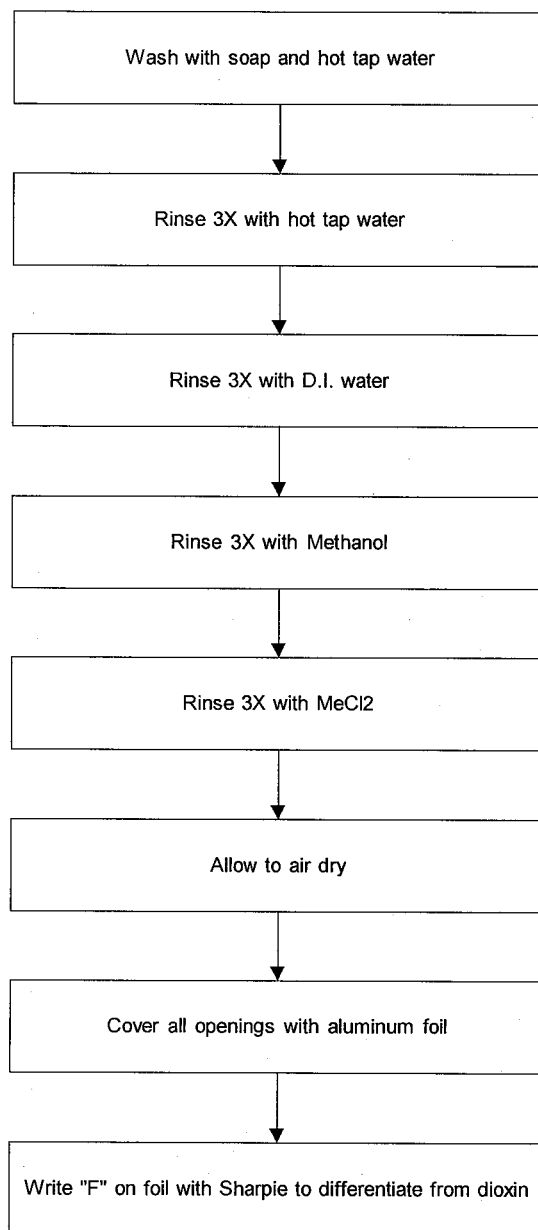 Wash with soap and hot tap water
Rinse 3X with hot tap water
Rinse 3X with D.I. water
Rinse 3X with Methanol
Rinse 3X with MeCl2
Allow to air dry
Cover all openings with aluminum foil
Write "F" on foil with Sharpie to differentiate from dioxin